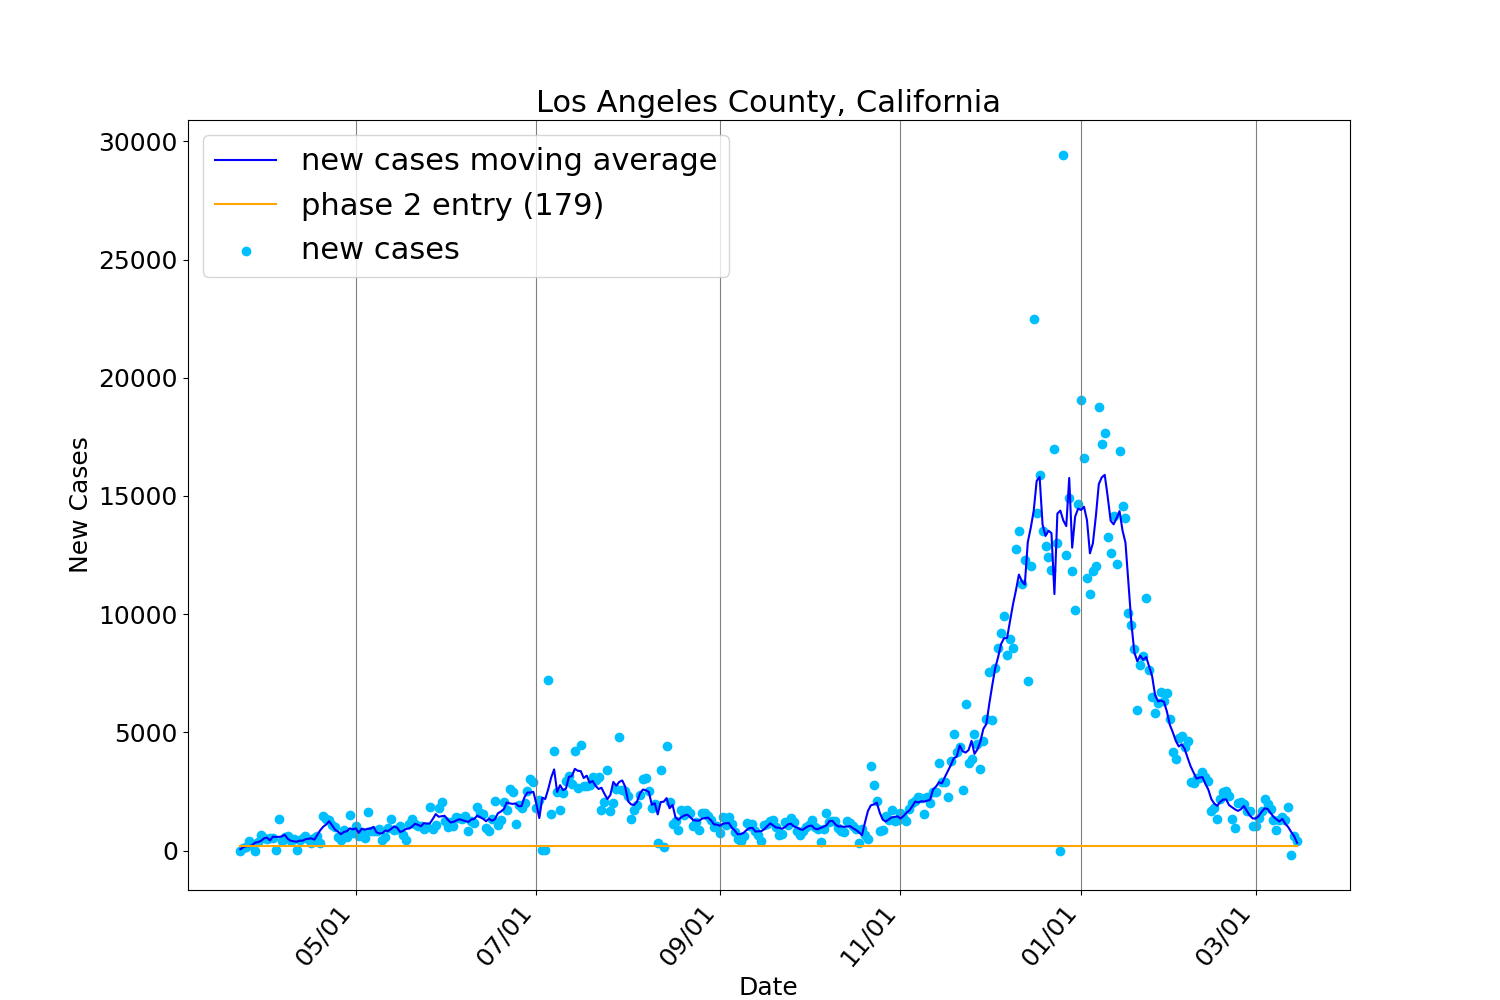 Los Angeles County, California
new cases moving average
phase 2 entry (179)
new cases
30000
25000
20000
15000
10000
5000
0
New Cases
05/01
07/01
09/01
11/01
01/01
03/01
Date